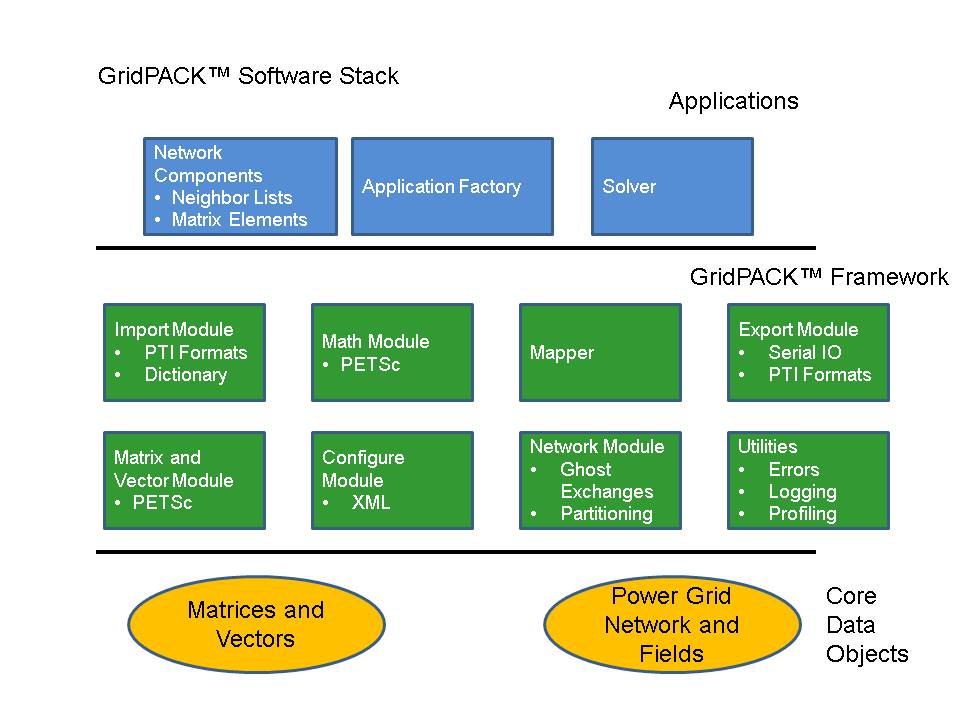 GridPACK™ Software Stack
Applications
Network
Components
• Neighbor Lists
• Matrix Elements
Application Factory
Solver
GridPACK™ Framework
Import Module
• PTI Formats
• Dictionary
Math Module
• PETSc
Mapper
Export Module
• Serial IO
• PTI Formats
Matrix and
Vector Module
• PETSc
Configure
Module
• XML
Network Module
• Ghost
Exchanges
• Partitioning
Utilities
• Errors
• Logging
• Profiling
Matrices and
Vectors
Power Grid
Network and
Fields
Core
Data
Objects